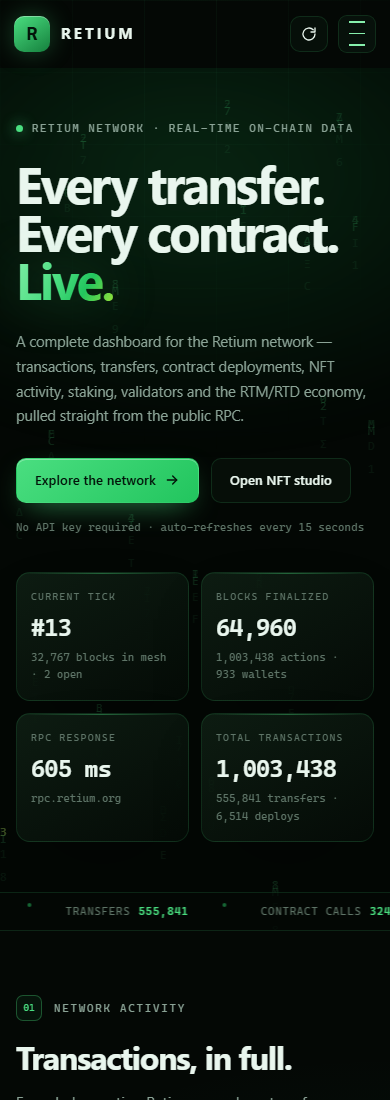 R RETIUM
RETIUM NETWORK · REAL-TIME ON-CHAIN DATA
Every transfer.
Every contract.
Live.
A complete dashboard for the Retium network —
transactions, transfers, contract deployments, NFT
activity, staking, validators and the RTM/RTD economy,
pulled straight from the public RPC.
Explore the network →
Open NFT studio
No API key required · auto-refreshes every 15 seconds
CURRENT TICK
#13
32,767 blocks in mesh
· 2 open
BLOCKS FINALIZED
64,960
1,003,438 actions ·
933 wallets
RPC RESPONSE
605 ms
rpc.retium.org
TOTAL TRANSACTIONS
1,003,438
555,841 transfers ·
6,514 deploys
TRANSFERS 555,841
CONTRACT CALLS 324
01 NETWORK ACTIVITY
Transactions, in full.